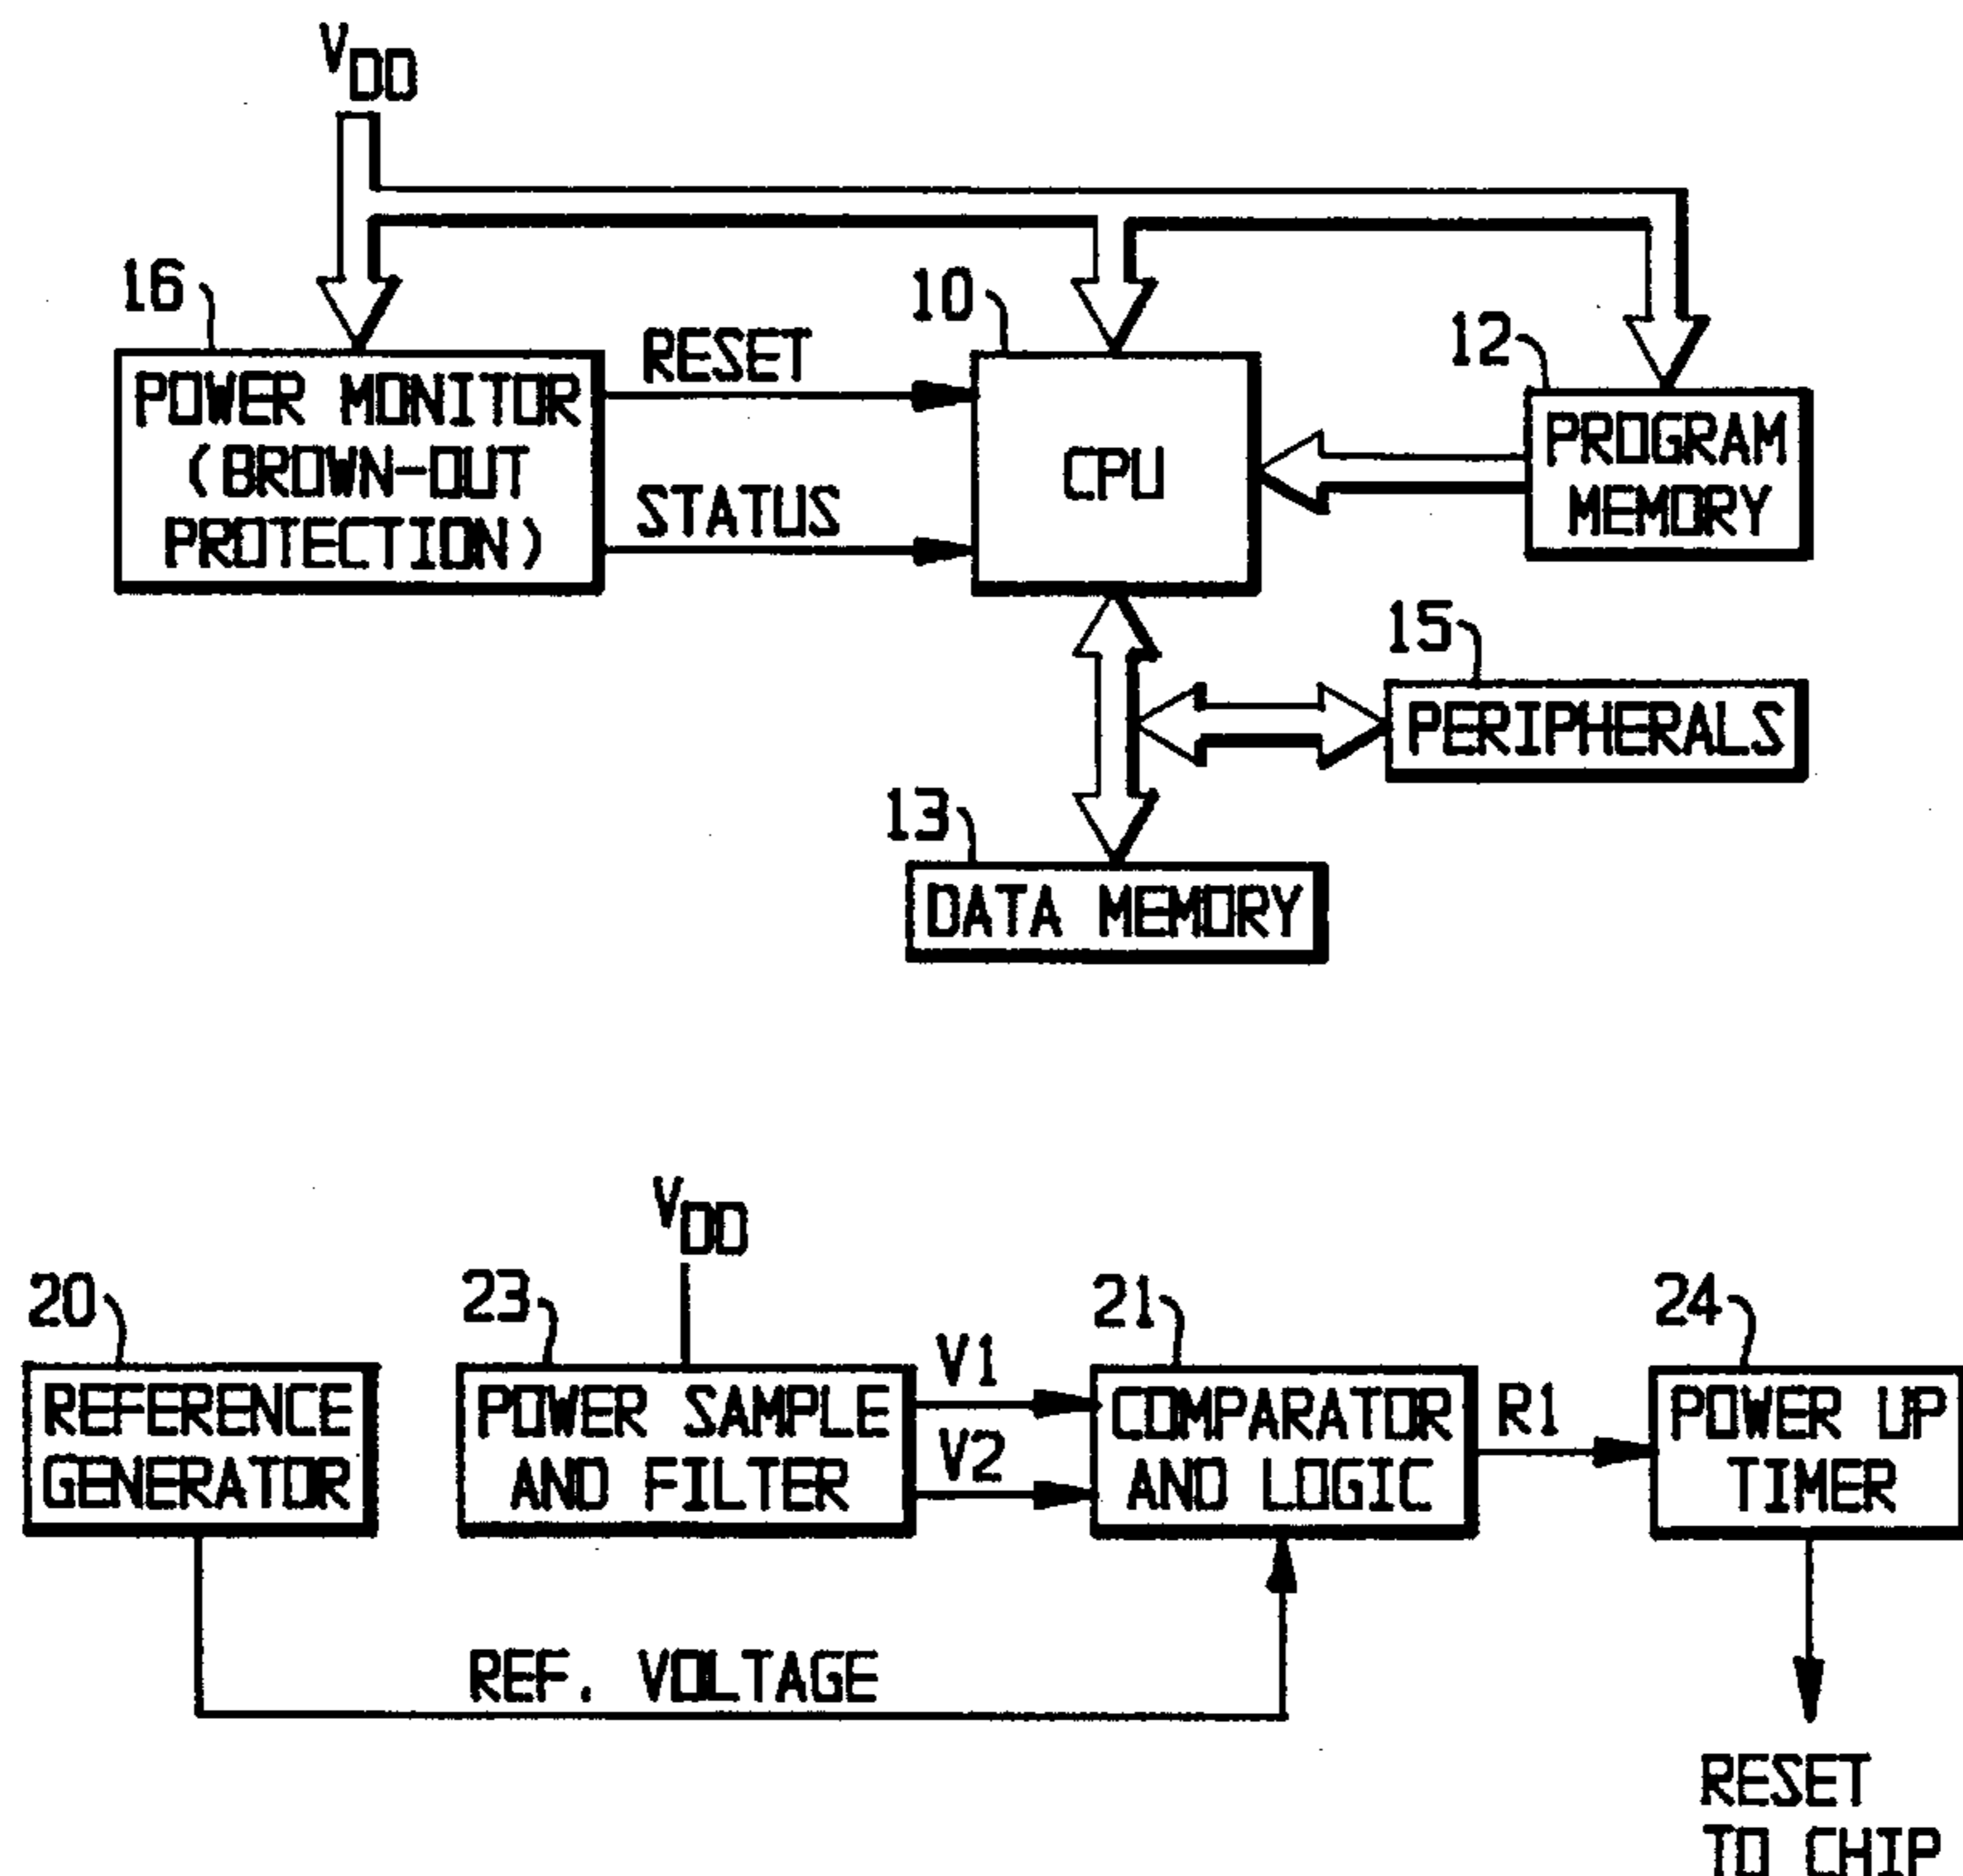 VDD
16
10
12
RESET
POWER MONITOR
(BROWN-OUT
PROTECTION)
STATUS
CPU
PROGRAM
MEMORY
15
PERIPHERALS
13
DATA MEMORY
VDD
20
23
21
24
REFERENCE
GENERATOR
POWER SAMPLE
AND FILTER
V1
V2
COMPARATOR
AND LOGIC
R1
POWER UP
TIMER
REF. VOLTAGE
RESET
TO CHIP